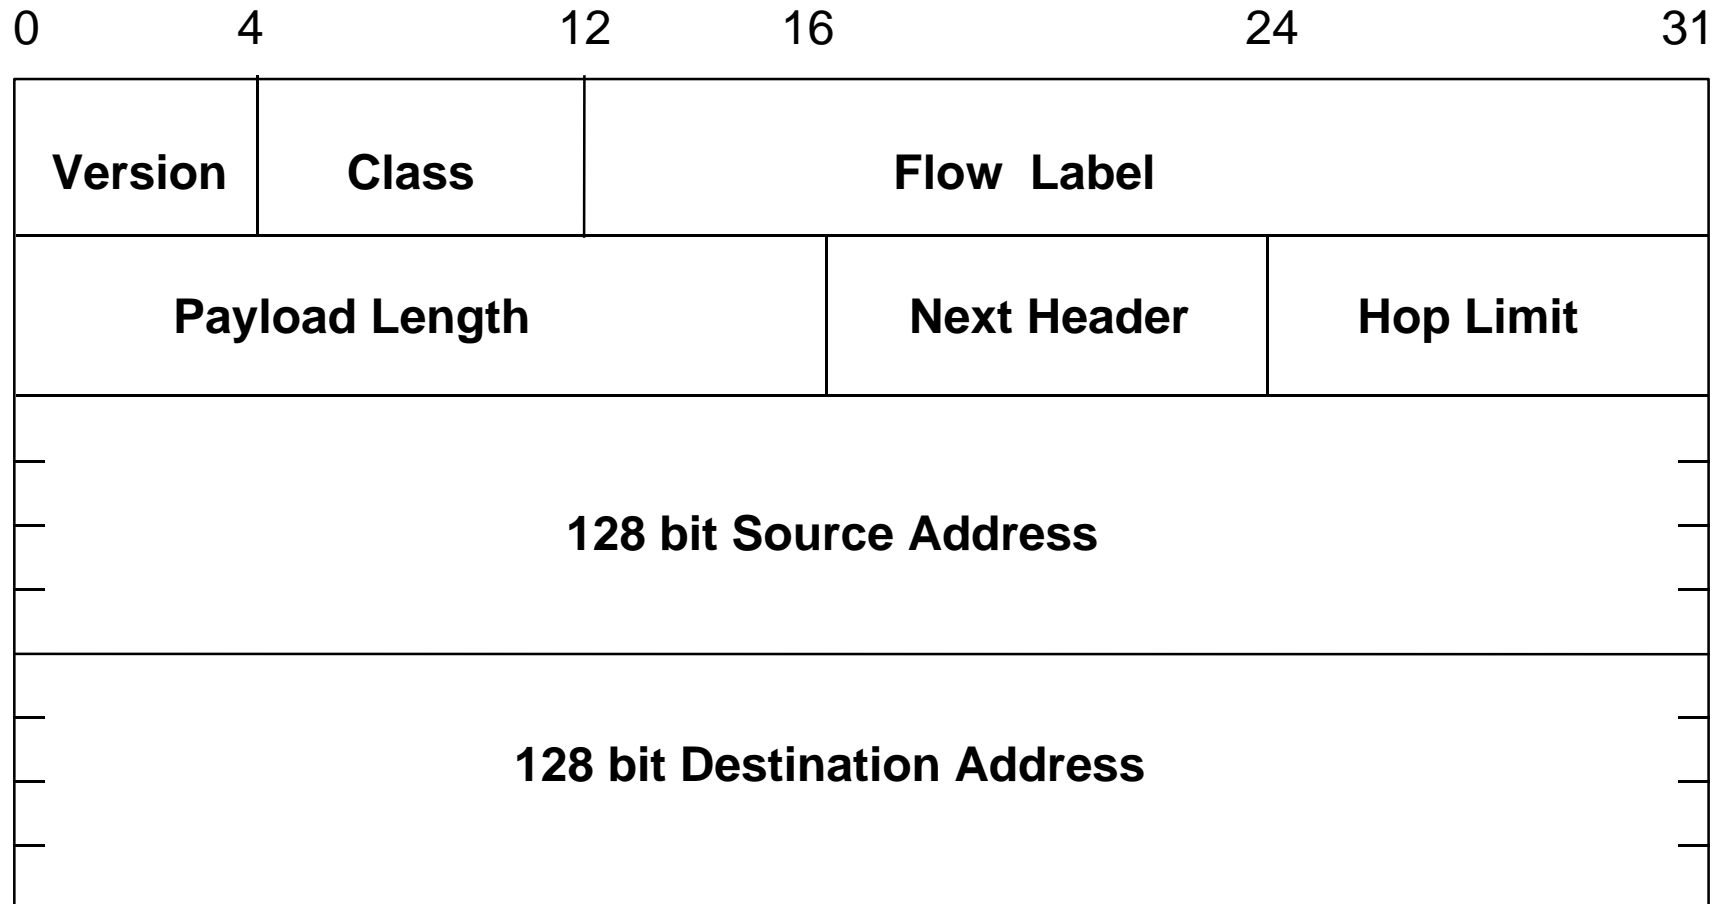 0 4 12 16 24 31
Version Class Flow Label
Payload Length Next Header Hop Limit
128 bit Source Address
128 bit Destination Address